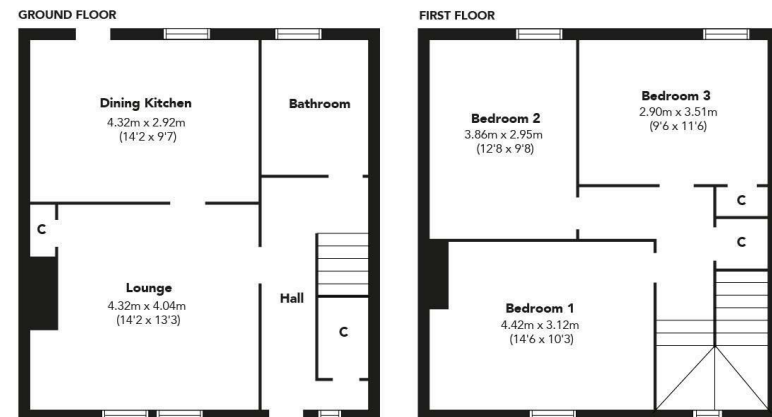 GROUND FLOOR
Dining Kitchen
4.32m x 2.92m
(14'2 x 9'7)
Bathroom
C
Lounge
4.32m x 4.04m
(14'2 x 13'3)
Hall
C
FIRST FLOOR
Bedroom 2
3.86m x 2.95m
(12'8 x 9'8)
Bedroom 3
2.90m x 3.51m
(9'6 x 11'6)
C
C
Bedroom 1
4.42m x 3.12m
(14'6 x 10'3)